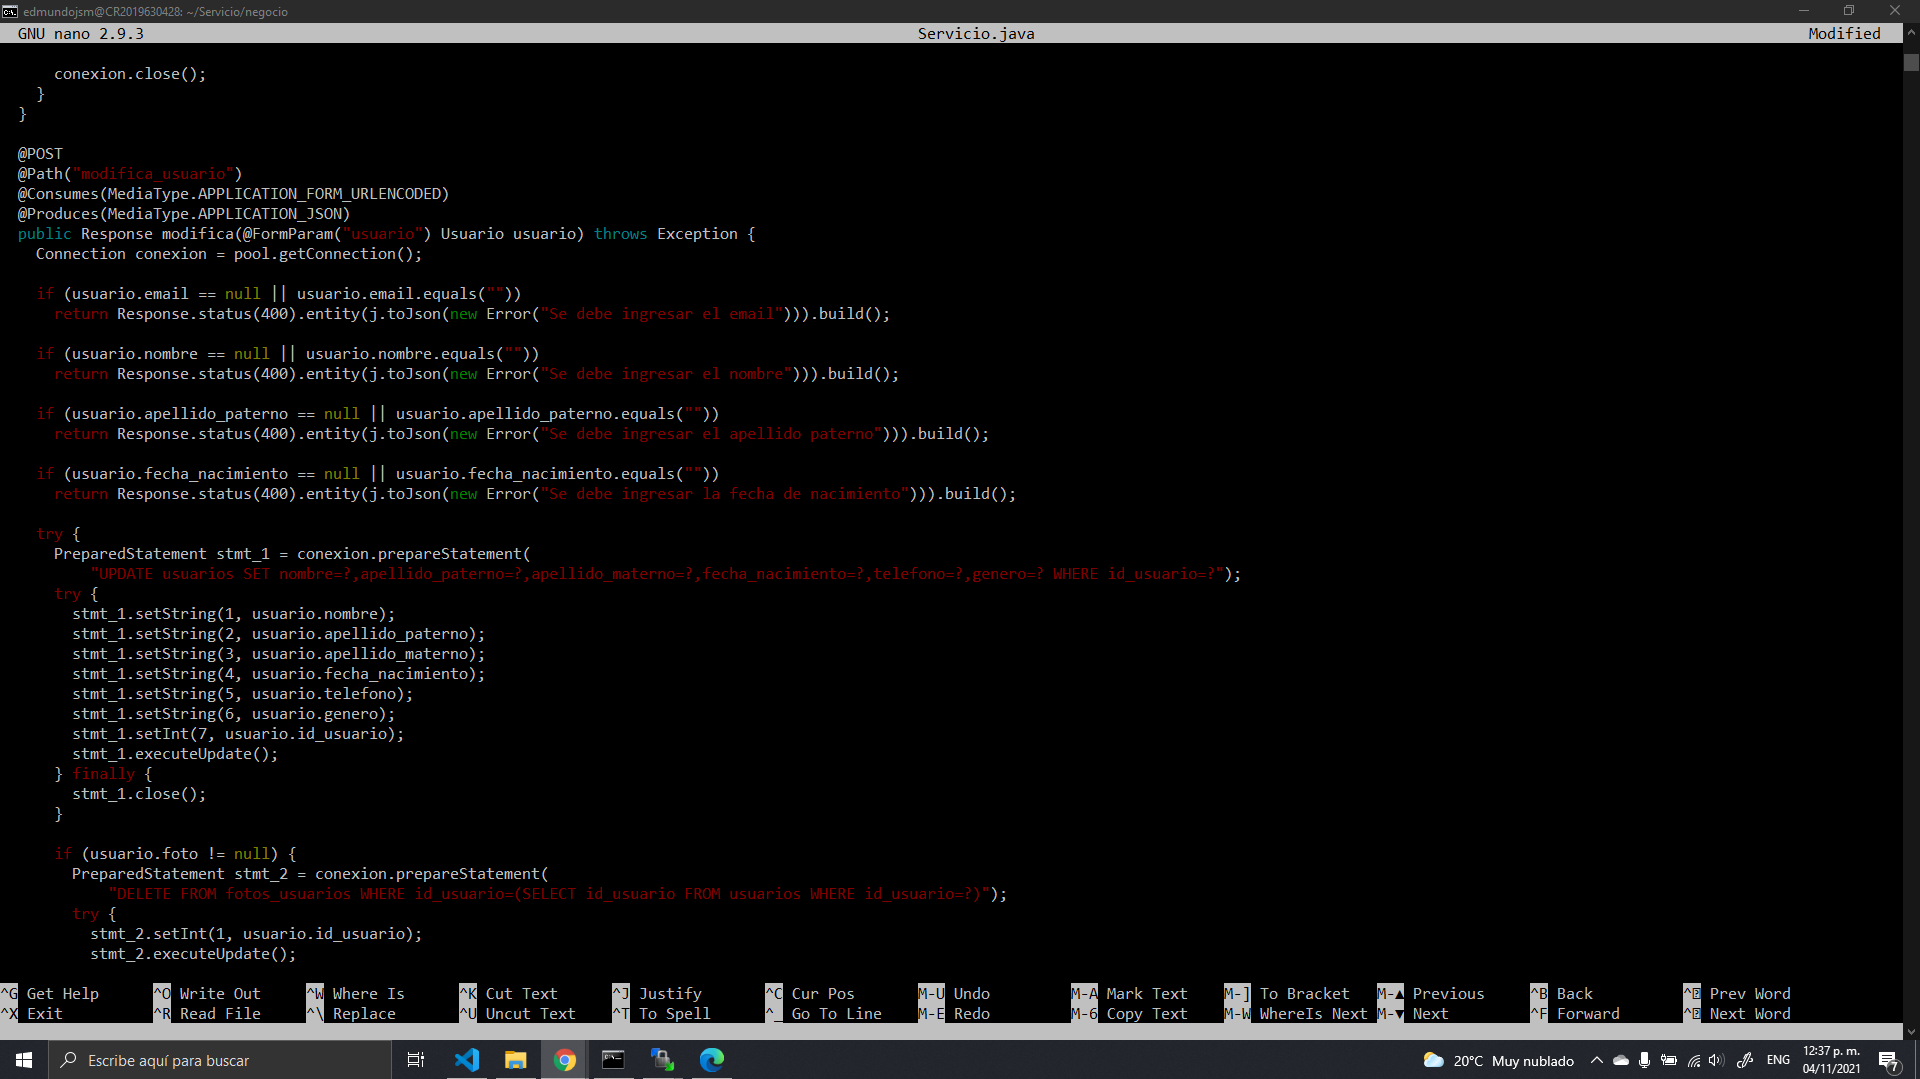 edmundojsm@CR2019630428: ~/Servicio/negocio
GNU nano 2.9.3 Servicio.java Modified
conexion.close();
}
}
@POST
@Path("modifica_usuario")
@Consumes(MediaType.APPLICATION_FORM_URLENCODED)
@Produces(MediaType.APPLICATION_JSON)
public Response modifica(@FormParam("usuario") Usuario usuario) throws Exception {
Connection conexion = pool.getConnection();
if (usuario.email == null || usuario.email.equals(""))
return Response.status(400).entity(j.toJson(new Error("Se debe ingresar el email"))).build();
if (usuario.nombre == null || usuario.nombre.equals(""))
return Response.status(400).entity(j.toJson(new Error("Se debe ingresar el nombre"))).build();
if (usuario.apellido_paterno == null || usuario.apellido_paterno.equals(""))
return Response.status(400).entity(j.toJson(new Error("Se debe ingresar el apellido paterno"))).build();
if (usuario.fecha_nacimiento == null || usuario.fecha_nacimiento.equals(""))
return Response.status(400).entity(j.toJson(new Error("Se debe ingresar la fecha de nacimiento"))).build();
try {
PreparedStatement stmt_1 = conexion.prepareStatement(
"UPDATE usuarios SET nombre=?,apellido_paterno=?,apellido_materno=?,fecha_nacimiento=?,telefono=?,genero=? WHERE id_usuario=?");
try {
stmt_1.setString(1, usuario.nombre);
stmt_1.setString(2, usuario.apellido_paterno);
stmt_1.setString(3, usuario.apellido_materno);
stmt_1.setString(4, usuario.fecha_nacimiento);
stmt_1.setString(5, usuario.telefono);
stmt_1.setString(6, usuario.genero);
stmt_1.setInt(7, usuario.id_usuario);
stmt_1.executeUpdate();
} finally {
stmt_1.close();
}
if (usuario.foto != null) {
PreparedStatement stmt_2 = conexion.prepareStatement(
"DELETE FROM fotos_usuarios WHERE id_usuario=(SELECT id_usuario FROM usuarios WHERE id_usuario=?)");
try {
stmt_2.setInt(1, usuario.id_usuario);
stmt_2.executeUpdate();
^G Get Help ^O Write Out ^W Where Is ^K Cut Text ^J Justify ^C Cur Pos M-U Undo M-A Mark Text M-] To Bracket M-▲ Previous ^B Back ^ Prev Word
^X Exit ^R Read File ^\ Replace ^U Uncut Text ^T To Spell ^_ Go To Line M-E Redo M-6 Copy Text M-W WhereIs Next M-▼ Next ^F Forward ^ Next Word
Escribe aquí para buscar 20°C Muy nublado ENG 12:37 p. m.
04/11/2021 7